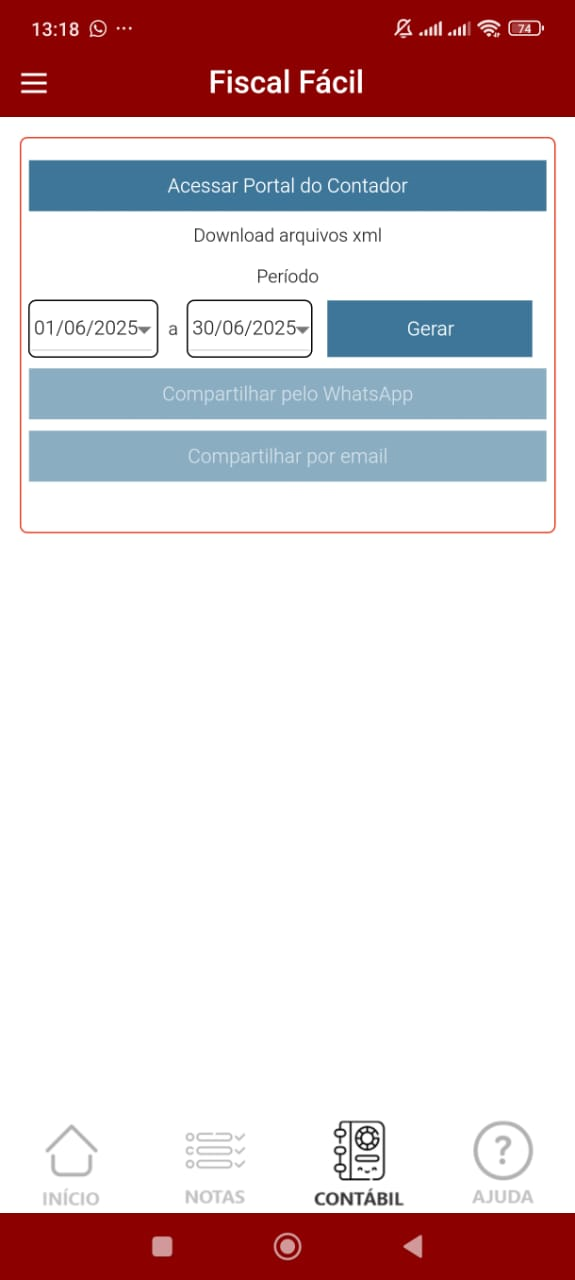 13:18 ... 74
Fiscal Fácil
Acessar Portal do Contador
Download arquivos xml
Período
01/06/2025 a 30/06/2025 Gerar
Compartilhar pelo WhatsApp
Compartilhar por email
INÍCIO NOTAS CONTÁBIL AJUDA